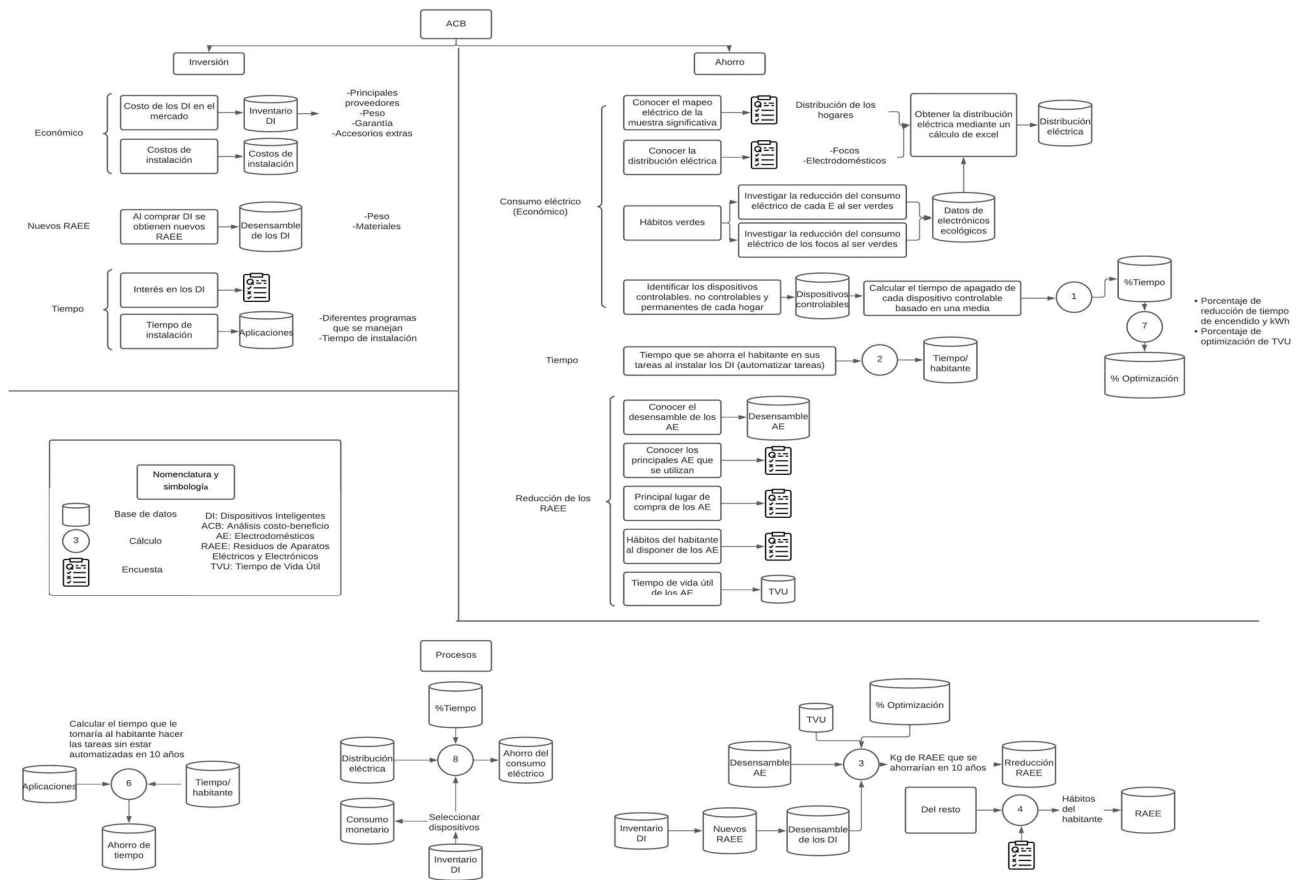 ACB
Inversión
Ahorro
Económico
Costo de los DI en el
mercado
Inventario
DI
-Principales
proveedores
-Peso
-Garantía
-Accesorios extras
Costos de
instalación
Costos de
instalación
Nuevos RAEE
Al comprar DI se
obtienen nuevos
RAEE
Desensamble
de los DI
-Peso
-Materiales
Tiempo
Interés en los DI
Tiempo de
instalación
Aplicaciones
-Diferentes programas
que se manejan
-Tiempo de instalación
Consumo eléctrico
(Económico)
Conocer el mapeo
eléctrico de la
muestra significativa
Distribución de los
hogares
Conocer la
distribución eléctrica
-Focos
-Electrodomésticos
Obtener la distribución
eléctrica mediante un
cálculo de excel
Distribución
eléctrica
Hábitos verdes
Investigar la reducción del consumo
eléctrico de cada E al ser verdes
Investigar la reducción del consumo
eléctrico de los focos al ser verdes
Datos de
electrónicos
ecológicos
Identificar los dispositivos
controlables, no controlables y
permanentes de cada hogar
Dispositivos
controlables
Calcular el tiempo de apagado de
cada dispositivo controlable
basado en una media
1
%Tiempo
7
% Optimización
• Porcentaje de
reducción de tiempo
de encendido y kWh
• Porcentaje de
optimización de TVU
Tiempo
Tiempo que se ahorra el habitante en sus
tareas al instalar los DI (automatizar tareas)
2
Tiempo/
habitante
Reducción de los
RAEE
Conocer el
desensamble de los
AE
Desensamble
AE
Conocer los
principales AE que
se utilizan
Principal lugar de
compra de los AE
Hábitos del habitante
al disponer de los AE
Tiempo de vida útil
de los AE
TVU
Nomenclatura y
simbología
Base de datos
3
Cálculo
Encuesta
DI: Dispositivos Inteligentes
ACB: Análisis costo-beneficio
AE: Electrodomésticos
RAEE: Residuos de Aparatos
Eléctricos y Electrónicos
TVU: Tiempo de Vida Útil
Procesos
Calcular el tiempo que le
tomaría al habitante hacer
las tareas sin estar
automatizadas en 10 años
Aplicaciones
6
Tiempo/
habitante
Ahorro de
tiempo
%Tiempo
Distribución
eléctrica
8
Ahorro del
consumo
eléctrico
Consumo
monetario
Seleccionar
dispositivos
Inventario
DI
TVU
% Optimización
Desensamble
AE
3
Kg de RAEE que se
ahorrarían en 10 años
Rreducción
RAEE
Inventario
DI
Nuevos
RAEE
Desensamble
de los DI
Del resto
4
Hábitos
del
habitante
RAEE